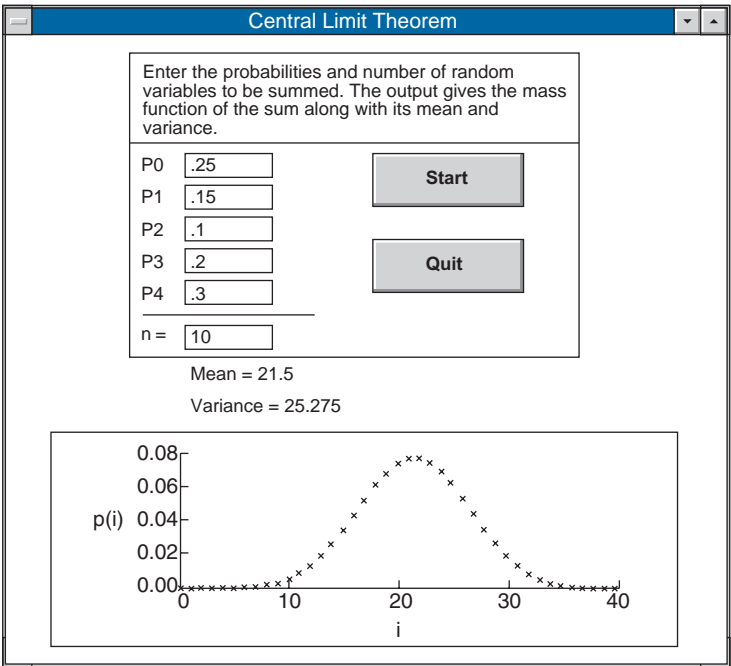 Central Limit Theorem
Enter the probabilities and number of random
variables to be summed. The output gives the mass
function of the sum along with its mean and
variance.
P0 .25
P1 .15
P2 .1
P3 .2
P4 .3
n = 10
Start
Quit
Mean = 21.5
Variance = 25.275
0.08
0.06
p(i) 0.04
0.02
0.00
0 10 20 30 40
i